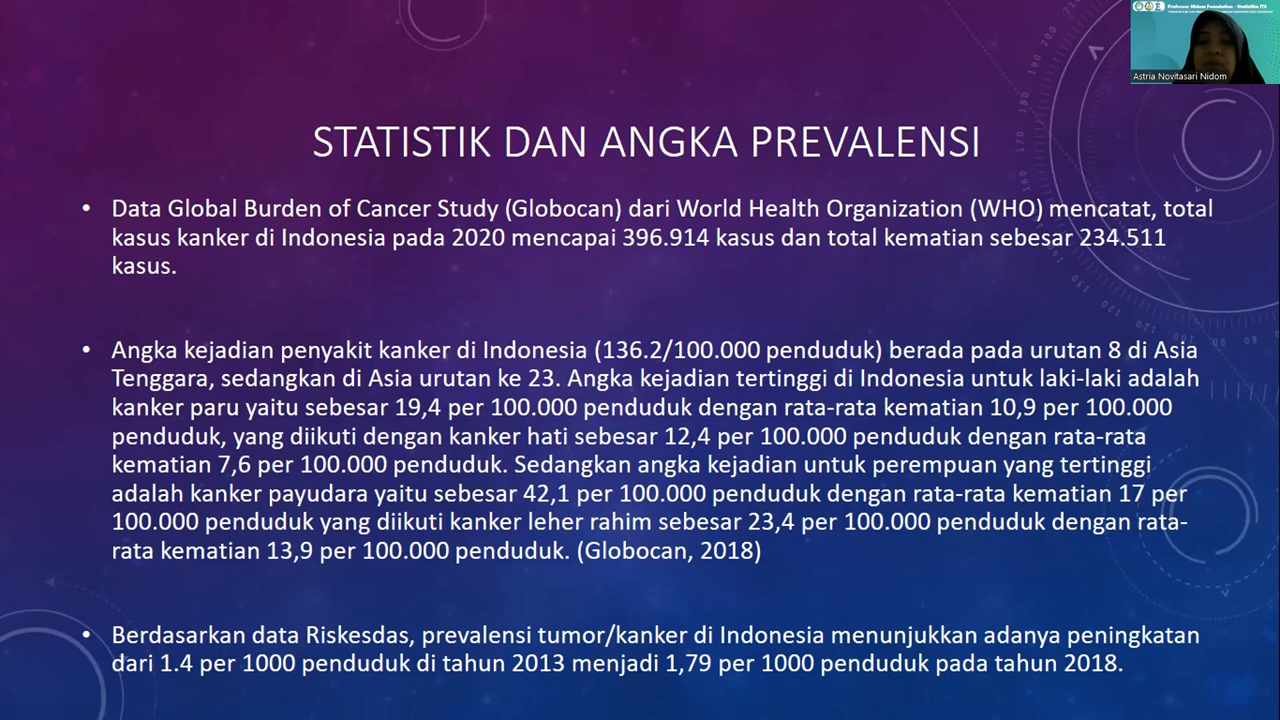 Professor Nidom Foundation - Statistika ITS
Astria Novitasari Nidom
STATISTIK DAN ANGKA PREVALENSI
• Data Global Burden of Cancer Study (Globocan) dari World Health Organization (WHO) mencatat, total
kasus kanker di Indonesia pada 2020 mencapai 396.914 kasus dan total kematian sebesar 234.511
kasus.
• Angka kejadian penyakit kanker di Indonesia (136.2/100.000 penduduk) berada pada urutan 8 di Asia
Tenggara, sedangkan di Asia urutan ke 23. Angka kejadian tertinggi di Indonesia untuk laki-laki adalah
kanker paru yaitu sebesar 19,4 per 100.000 penduduk dengan rata-rata kematian 10,9 per 100.000
penduduk, yang diikuti dengan kanker hati sebesar 12,4 per 100.000 penduduk dengan rata-rata
kematian 7,6 per 100.000 penduduk. Sedangkan angka kejadian untuk perempuan yang tertinggi
adalah kanker payudara yaitu sebesar 42,1 per 100.000 penduduk dengan rata-rata kematian 17 per
100.000 penduduk yang diikuti kanker leher rahim sebesar 23,4 per 100.000 penduduk dengan rata-
rata kematian 13,9 per 100.000 penduduk. (Globocan, 2018)
• Berdasarkan data Riskesdas, prevalensi tumor/kanker di Indonesia menunjukkan adanya peningkatan
dari 1.4 per 1000 penduduk di tahun 2013 menjadi 1,79 per 1000 penduduk pada tahun 2018.